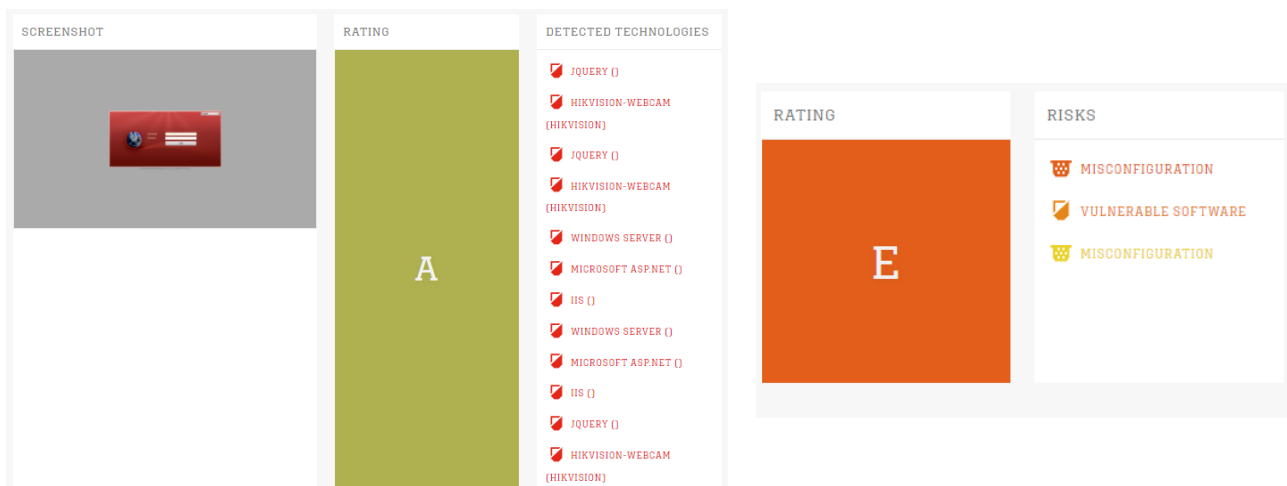 SCREENSHOT
RATING
A
DETECTED TECHNOLOGIES
JQUERY ()
HIKVISION-WEBCAM
(HIKVISION)
JQUERY ()
HIKVISION-WEBCAM
(HIKVISION)
WINDOWS SERVER ()
MICROSOFT ASP.NET ()
IIS ()
WINDOWS SERVER ()
MICROSOFT ASP.NET ()
IIS ()
JQUERY ()
HIKVISION-WEBCAM
(HIKVISION)
RATING
E
RISKS
MISCONFIGURATION
VULNERABLE SOFTWARE
MISCONFIGURATION